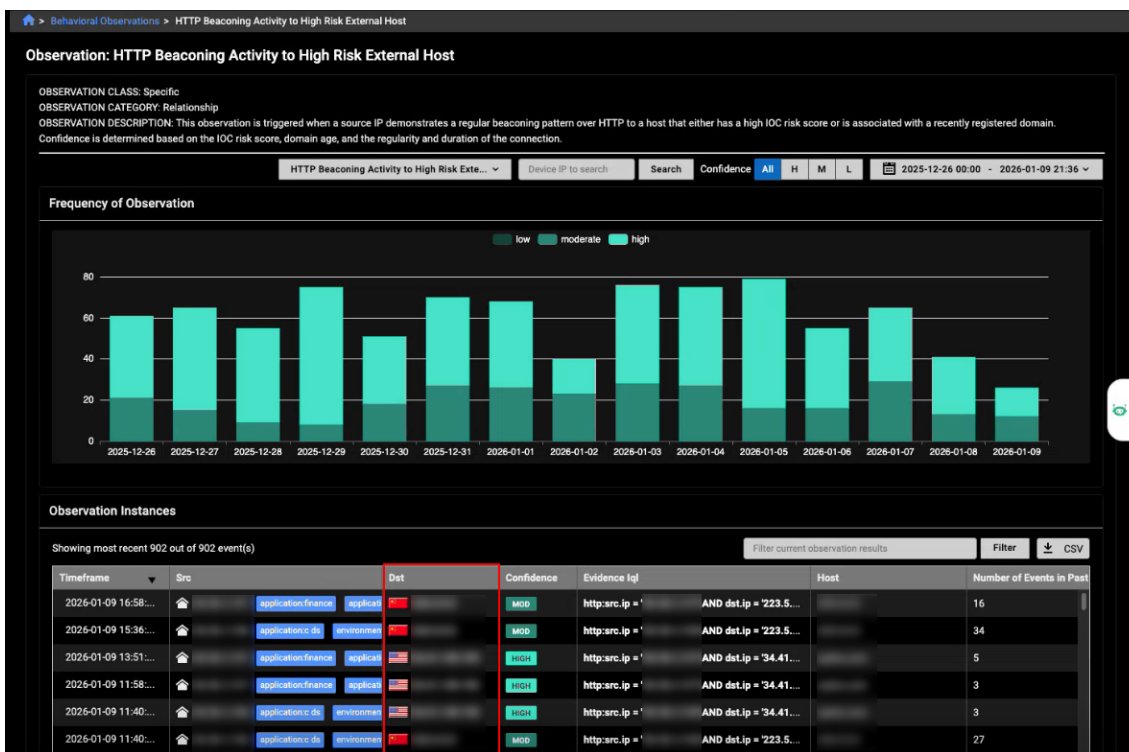 > Behavioral Observations > HTTP Beaconing Activity to High Risk External Host
Observation: HTTP Beaconing Activity to High Risk External Host
OBSERVATION CLASS: Specific
OBSERVATION CATEGORY: Relationship
OBSERVATION DESCRIPTION: This observation is triggered when a source IP demonstrates a regular beaconing pattern over HTTP to a host that either has a high IOC risk score or is associated with a recently registered domain.
Confidence is determined based on the IOC risk score, domain age, and the regularity and duration of the connection.
HTTP Beaconing Activity to High Risk Exte... Device IP to search Search Confidence All H M L 2025-12-26 00:00 - 2026-01-09 21:36
Frequency of Observation
low moderate high
80
60
40
20
0
2025-12-26 2025-12-27 2025-12-28 2025-12-29 2025-12-30 2025-12-31 2026-01-01 2026-01-02 2026-01-03 2026-01-04 2026-01-05 2026-01-06 2026-01-07 2026-01-08 2026-01-09
Observation Instances
Showing most recent 902 out of 902 event(s) Filter current observation results Filter CSV
Timeframe Src Dst Confidence Evidence Iql Host Number of Events in Past
2026-01-09 16:58:... application:finance applicati MOD http:src.ip = ' AND dst.ip = '223.5.... 16
2026-01-09 15:36:... application:c ds environmen MOD http:src.ip = ' AND dst.ip = '223.5.... 34
2026-01-09 13:51:... application:finance applicati HIGH http:src.ip = ' AND dst.ip = '34.41.... 5
2026-01-09 11:58:... application:finance applicati HIGH http:src.ip = ' AND dst.ip = '34.41.... 3
2026-01-09 11:40:... application:c ds environmen HIGH http:src.ip = ' AND dst.ip = '34.41.... 3
2026-01-09 11:40:... application:c ds environmen MOD http:src.ip = ' AND dst.ip = '223.5.... 27